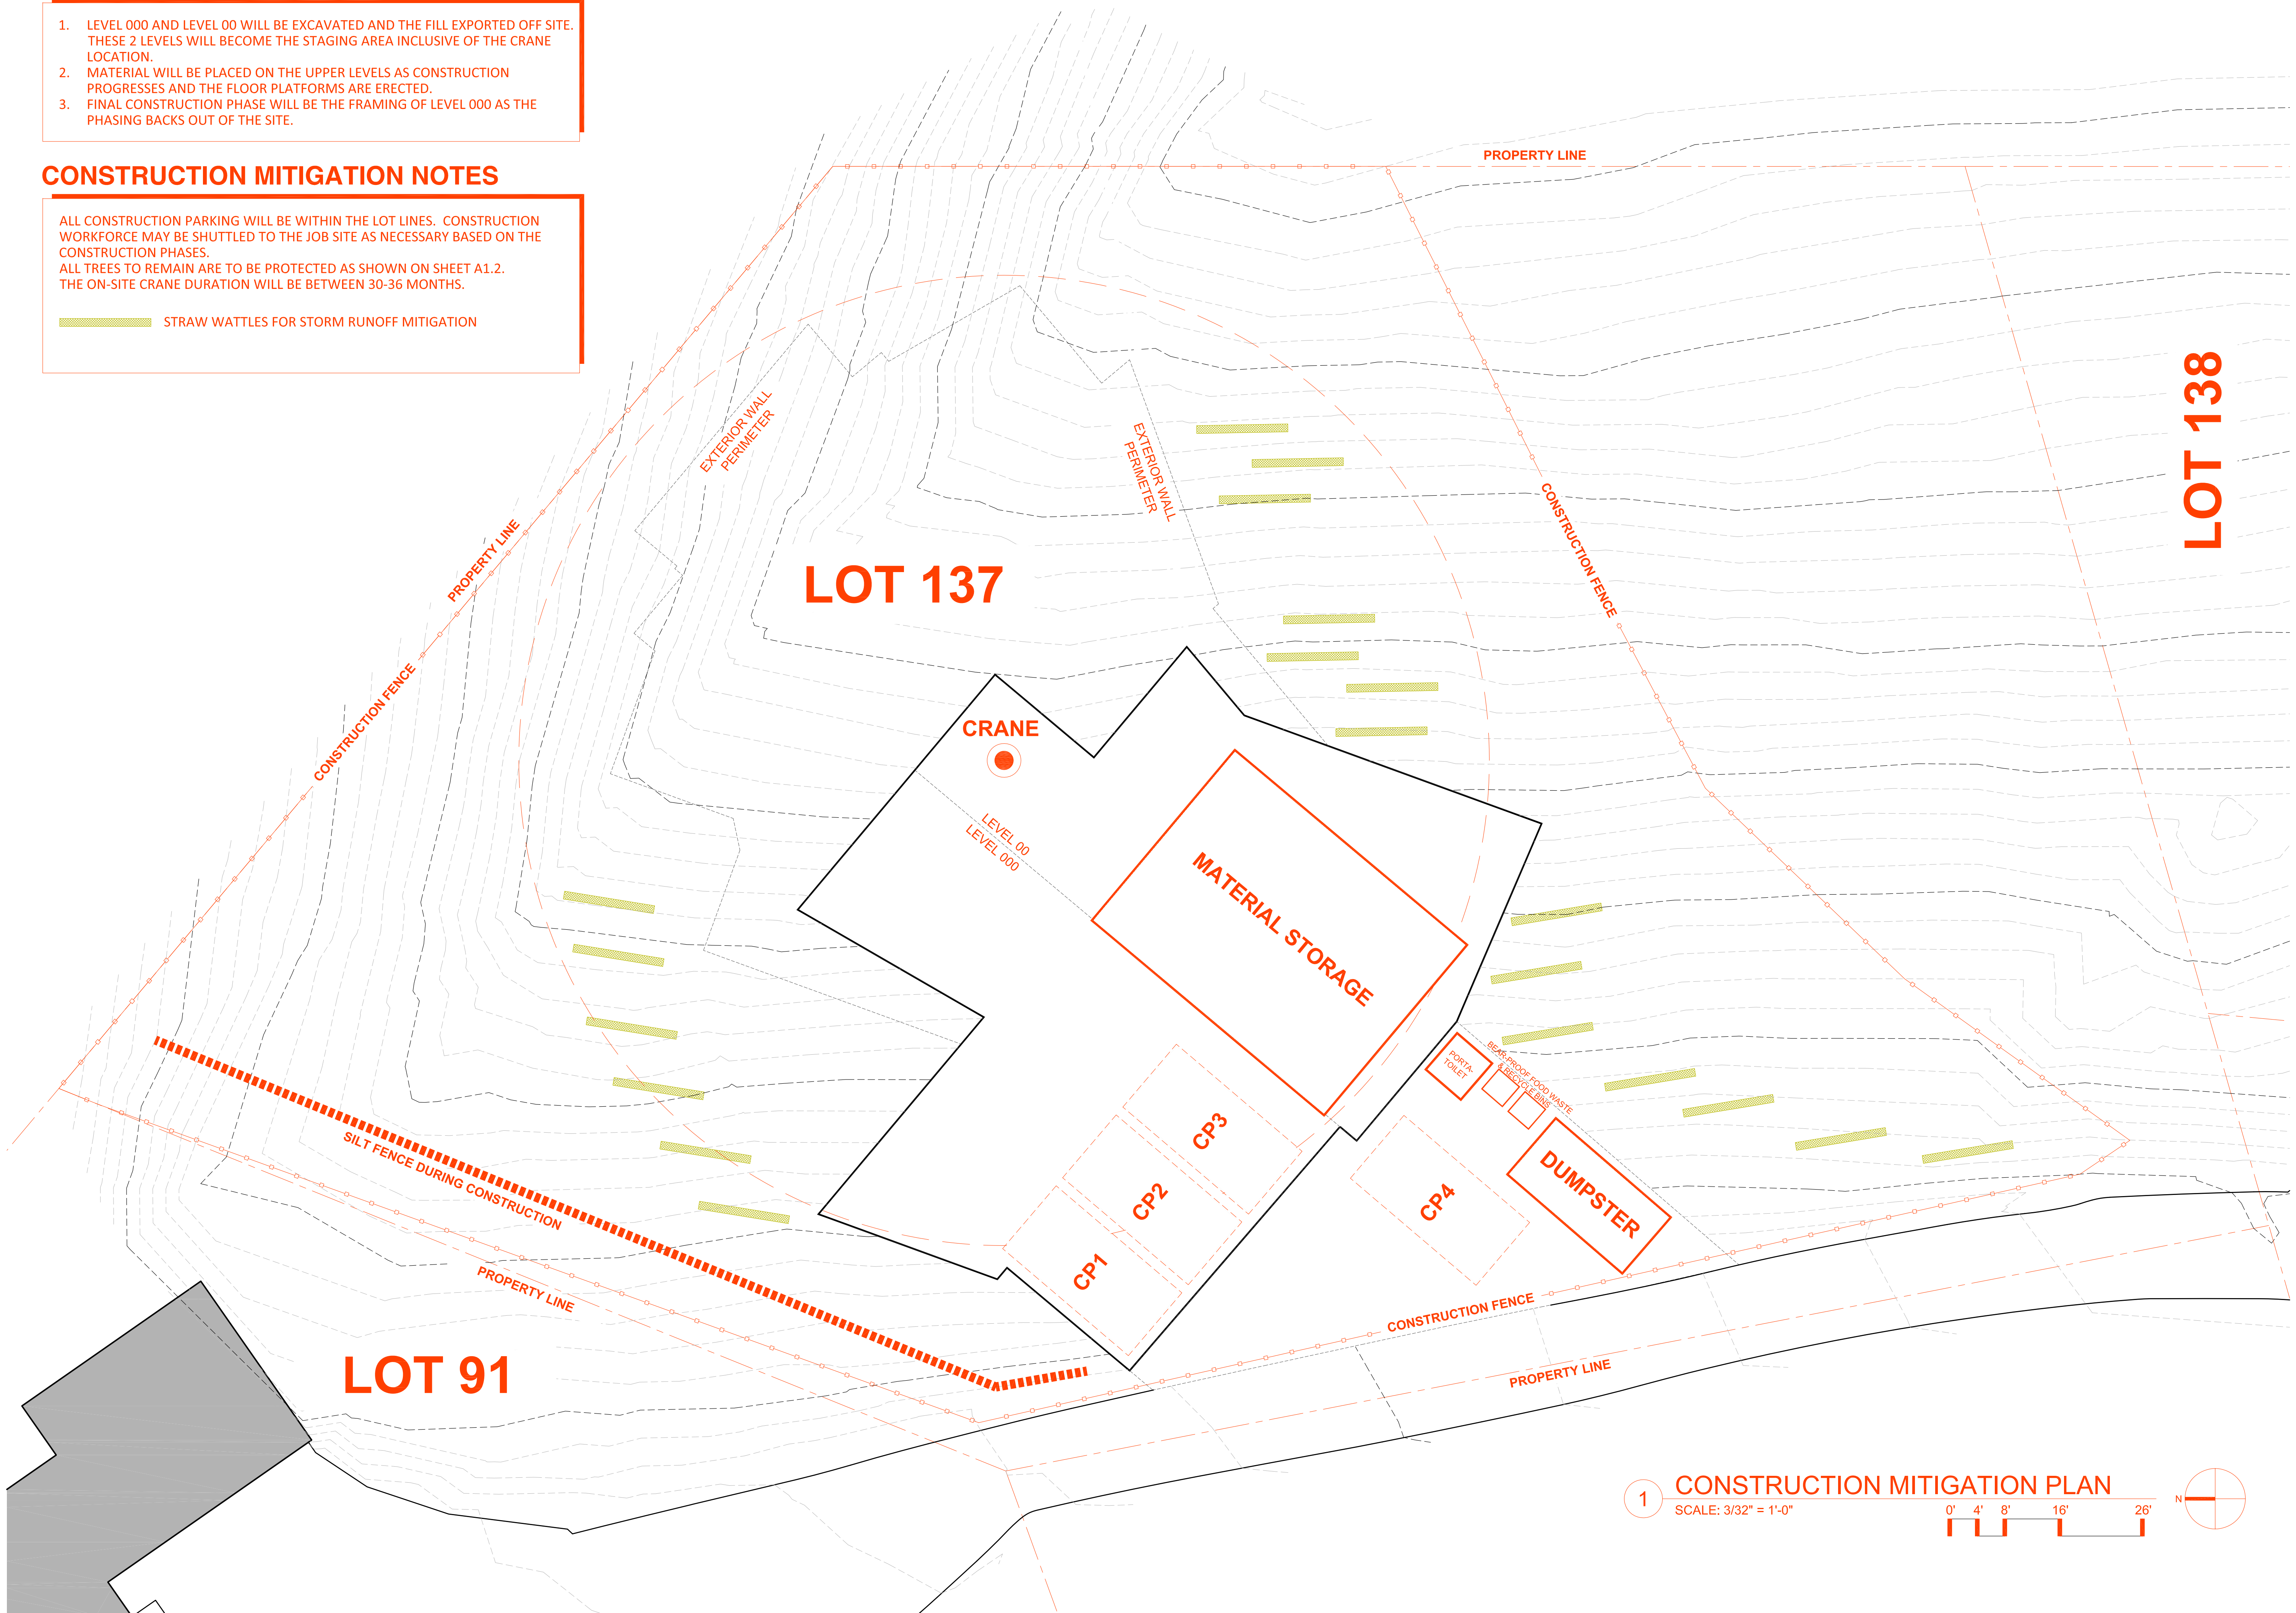 1. LEVEL 000 AND LEVEL 00 WILL BE EXCAVATED AND THE FILL EXPORTED OFF SITE.
THESE 2 LEVELS WILL BECOME THE STAGING AREA INCLUSIVE OF THE CRANE
LOCATION.
2. MATERIAL WILL BE PLACED ON THE UPPER LEVELS AS CONSTRUCTION
PROGRESSES AND THE FLOOR PLATFORMS ARE ERECTED.
3. FINAL CONSTRUCTION PHASE WILL BE THE FRAMING OF LEVEL 000 AS THE
PHASING BACKS OUT OF THE SITE.
CONSTRUCTION MITIGATION NOTES
ALL CONSTRUCTION PARKING WILL BE WITHIN THE LOT LINES. CONSTRUCTION
WORKFORCE MAY BE SHUTTLED TO THE JOB SITE AS NECESSARY BASED ON THE
CONSTRUCTION PHASES.
ALL TREES TO REMAIN ARE TO BE PROTECTED AS SHOWN ON SHEET A1.2.
THE ON-SITE CRANE DURATION WILL BE BETWEEN 30-36 MONTHS.
STRAW WATTLES FOR STORM RUNOFF MITIGATION
PROPERTY LINE
LOT 138
EXTERIOR WALL
PERIMETER
EXTERIOR WALL
PERIMETER
CONSTRUCTION FENCE
PROPERTY LINE
LOT 137
CONSTRUCTION FENCE
CRANE
LEVEL 00
LEVEL 000
MATERIAL STORAGE
PORTA-
TOILET
BEAR-PROOF FOOD WASTE
& RECYCLE BINS
CP3
CP2
CP1
CP4
DUMPSTER
SILT FENCE DURING CONSTRUCTION
PROPERTY LINE
CONSTRUCTION FENCE
PROPERTY LINE
LOT 91
1 CONSTRUCTION MITIGATION PLAN
SCALE: 3/32" = 1'-0"
0' 4' 8' 16' 26'
N